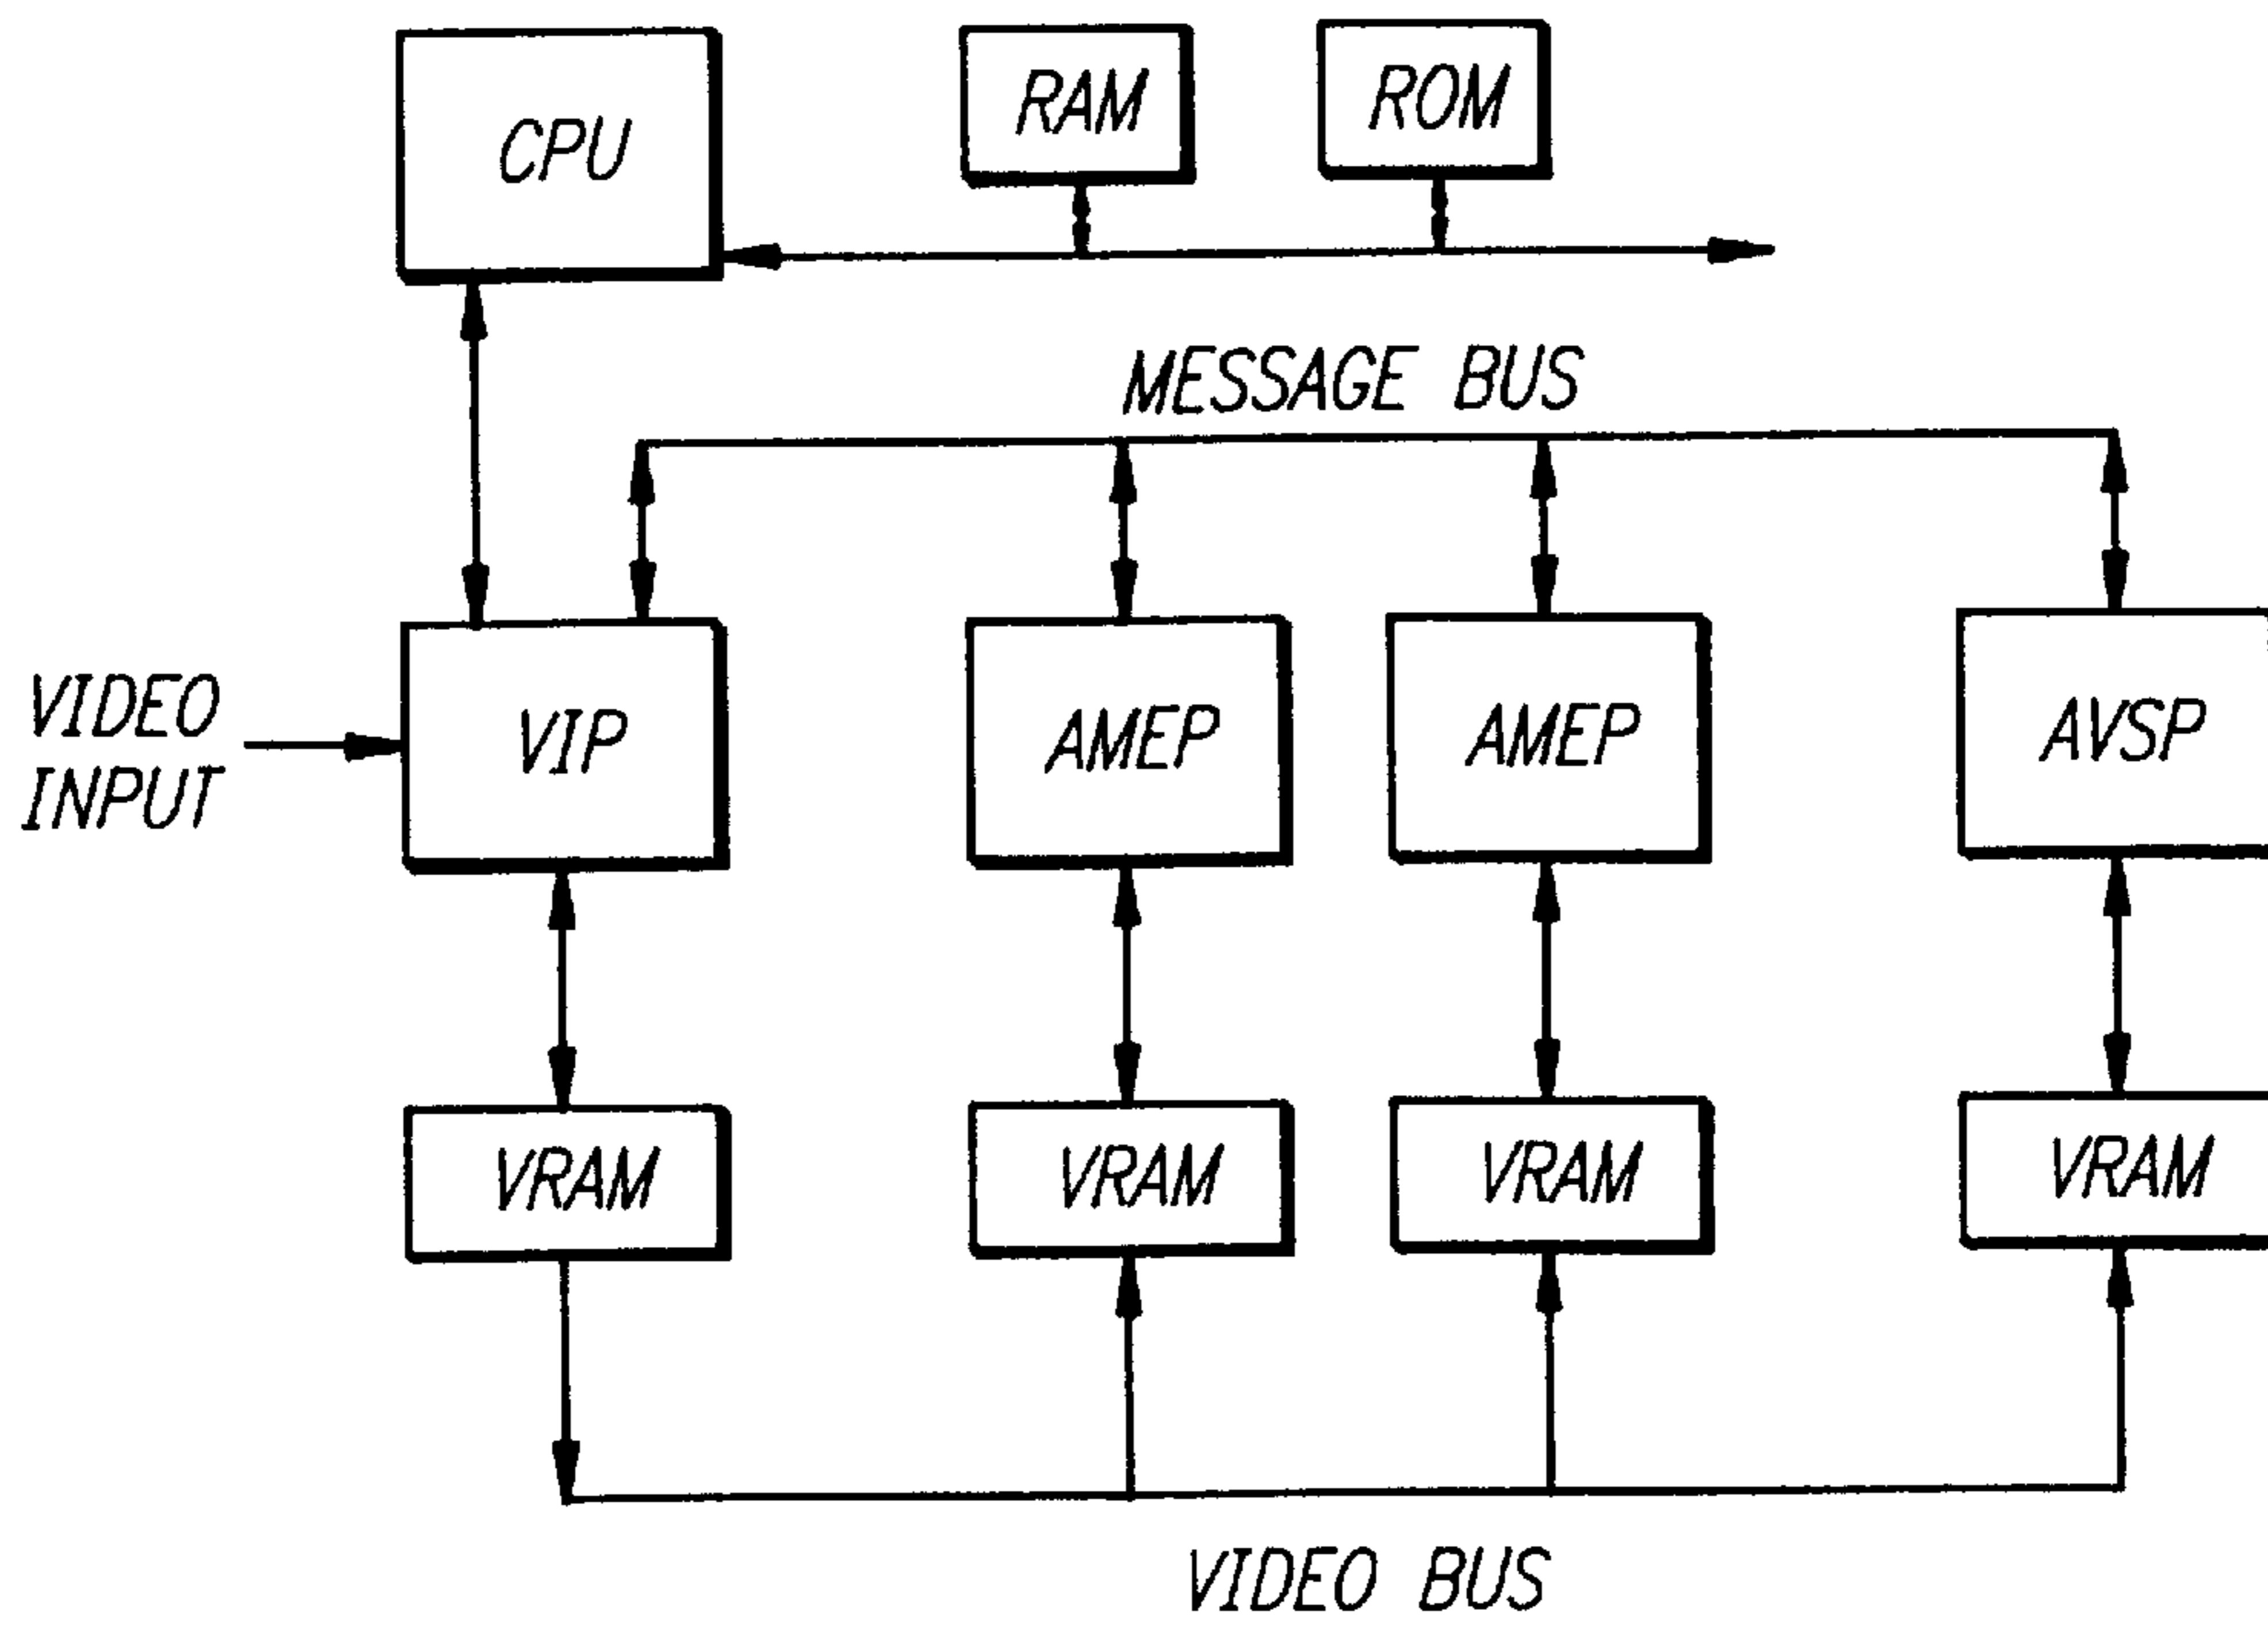 CPU
RAM
ROM
MESSAGE BUS
VIDEO
INPUT
VIP
AMEP
AMEP
AVSP
VRAM
VRAM
VRAM
VRAM
VIDEO BUS